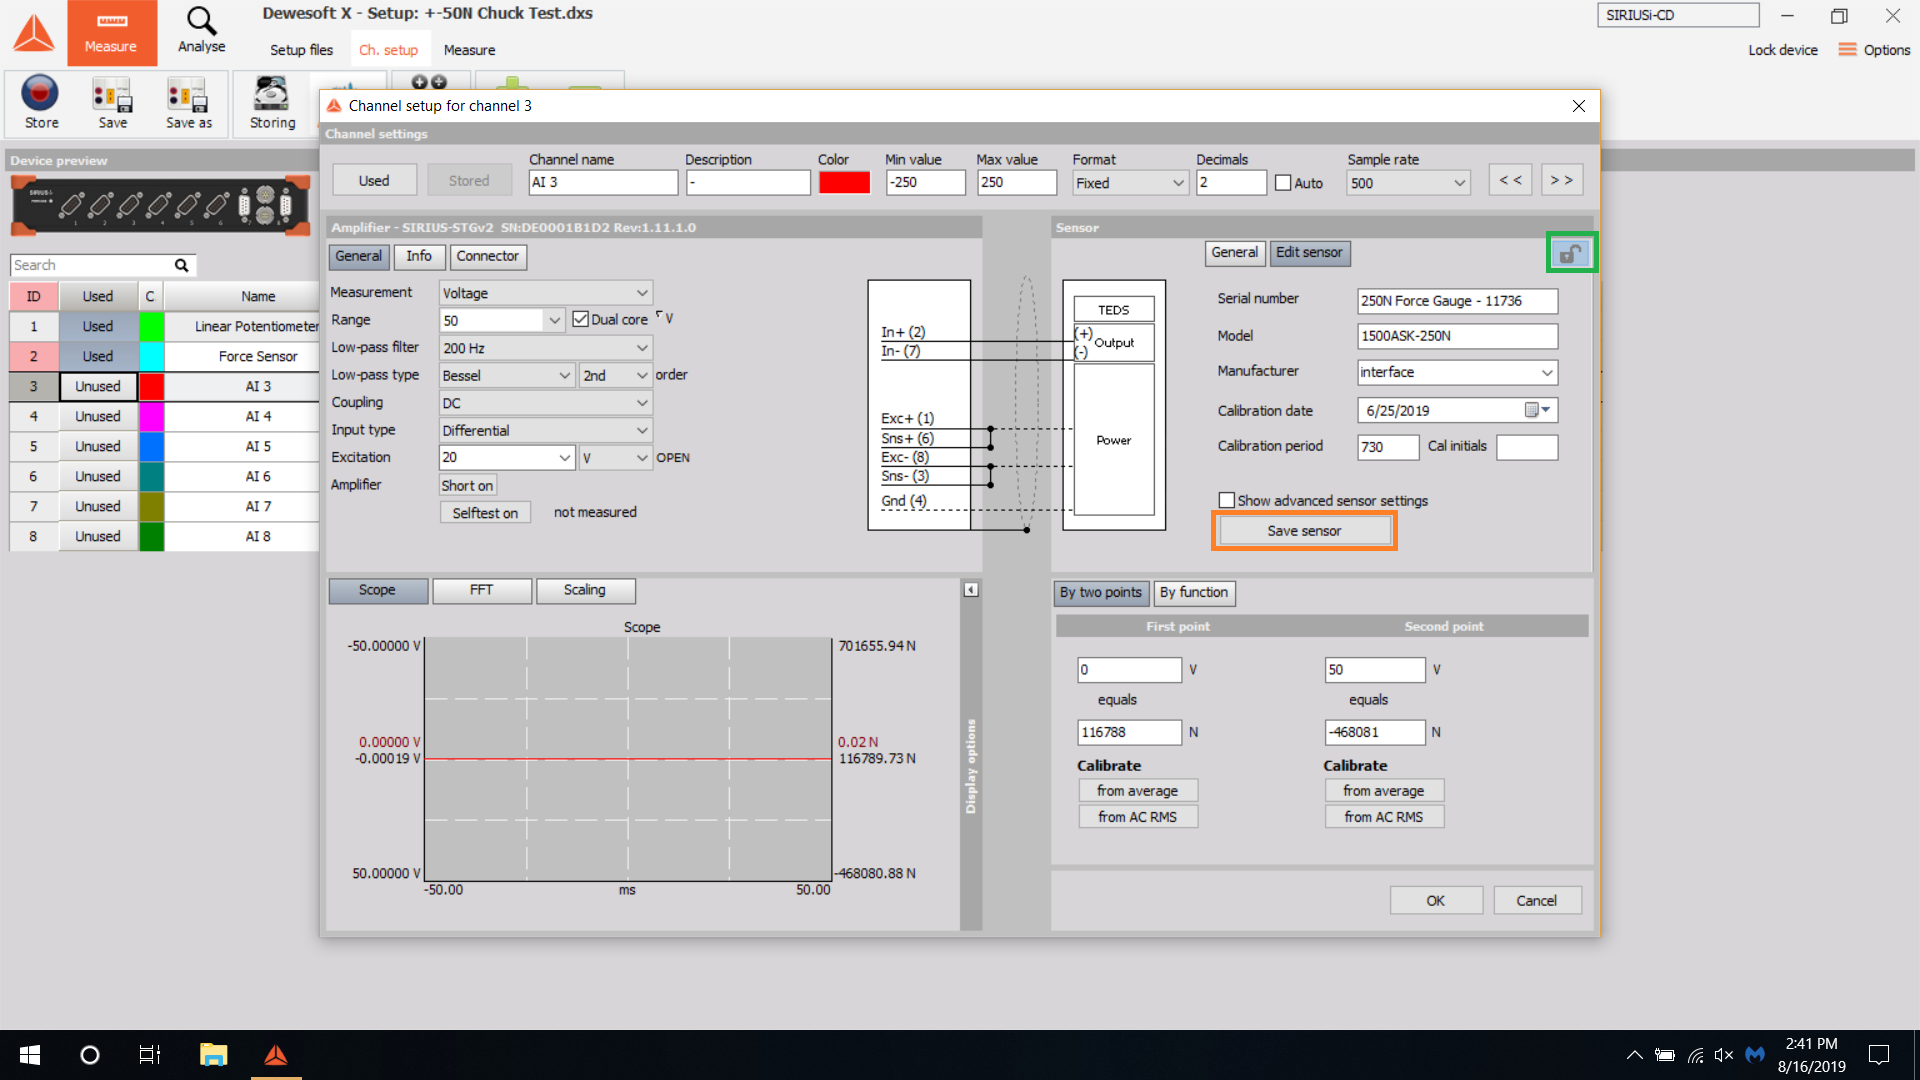 Dewesoft X - Setup: +-50N Chuck Test.dxs
SIRIUSi-CD
Measure
Analyse
Setup files
Ch. setup
Measure
Lock device
Options
Store
Save
Save as
Storing
Channel setup for channel 3
Channel settings
Used
Stored
Channel name
AI 3
Description
-
Color
Min value
-250
Max value
250
Format
Fixed
Decimals
2
Auto
Sample rate
500
<<
>>
Device preview
SIRIUS
1 2 3 4 5 6
Search
ID Used C. Name
1 Used Linear Potentiometer
2 Used Force Sensor
3 Unused AI 3
4 Unused AI 4
5 Unused AI 5
6 Unused AI 6
7 Unused AI 7
8 Unused AI 8
Amplifier - SIRIUS-STGv2 SN:DE0001B1D2 Rev:1.11.1.0
General
Info
Connector
Measurement Voltage
Range 50 Dual core V
Low-pass filter 200 Hz
Low-pass type Bessel 2nd order
Coupling DC
Input type Differential
Excitation 20 V OPEN
Amplifier Short on
Selftest on not measured
In+ (2)
In- (7)
Exc+ (1)
Sns+ (6)
Exc- (8)
Sns- (3)
Gnd (4)
TEDS
(+)
Output
(-)
Power
Sensor
General
Edit sensor
Serial number 250N Force Gauge - 11736
Model 1500ASK-250N
Manufacturer interface
Calibration date 6/25/2019
Calibration period 730 Cal initials
Show advanced sensor settings
Save sensor
Scope
FFT
Scaling
Scope
-50.00000 V
701655.94 N
0.00000 V
0.02 N
-0.00019 V
116789.73 N
50.00000 V
-468080.88 N
-50.00
ms
50.00
Display options
By two points
By function
First point
Second point
0 V
50 V
equals
equals
116788 N
-468081 N
Calibrate
Calibrate
from average
from average
from AC RMS
from AC RMS
OK
Cancel
2:41 PM
8/16/2019